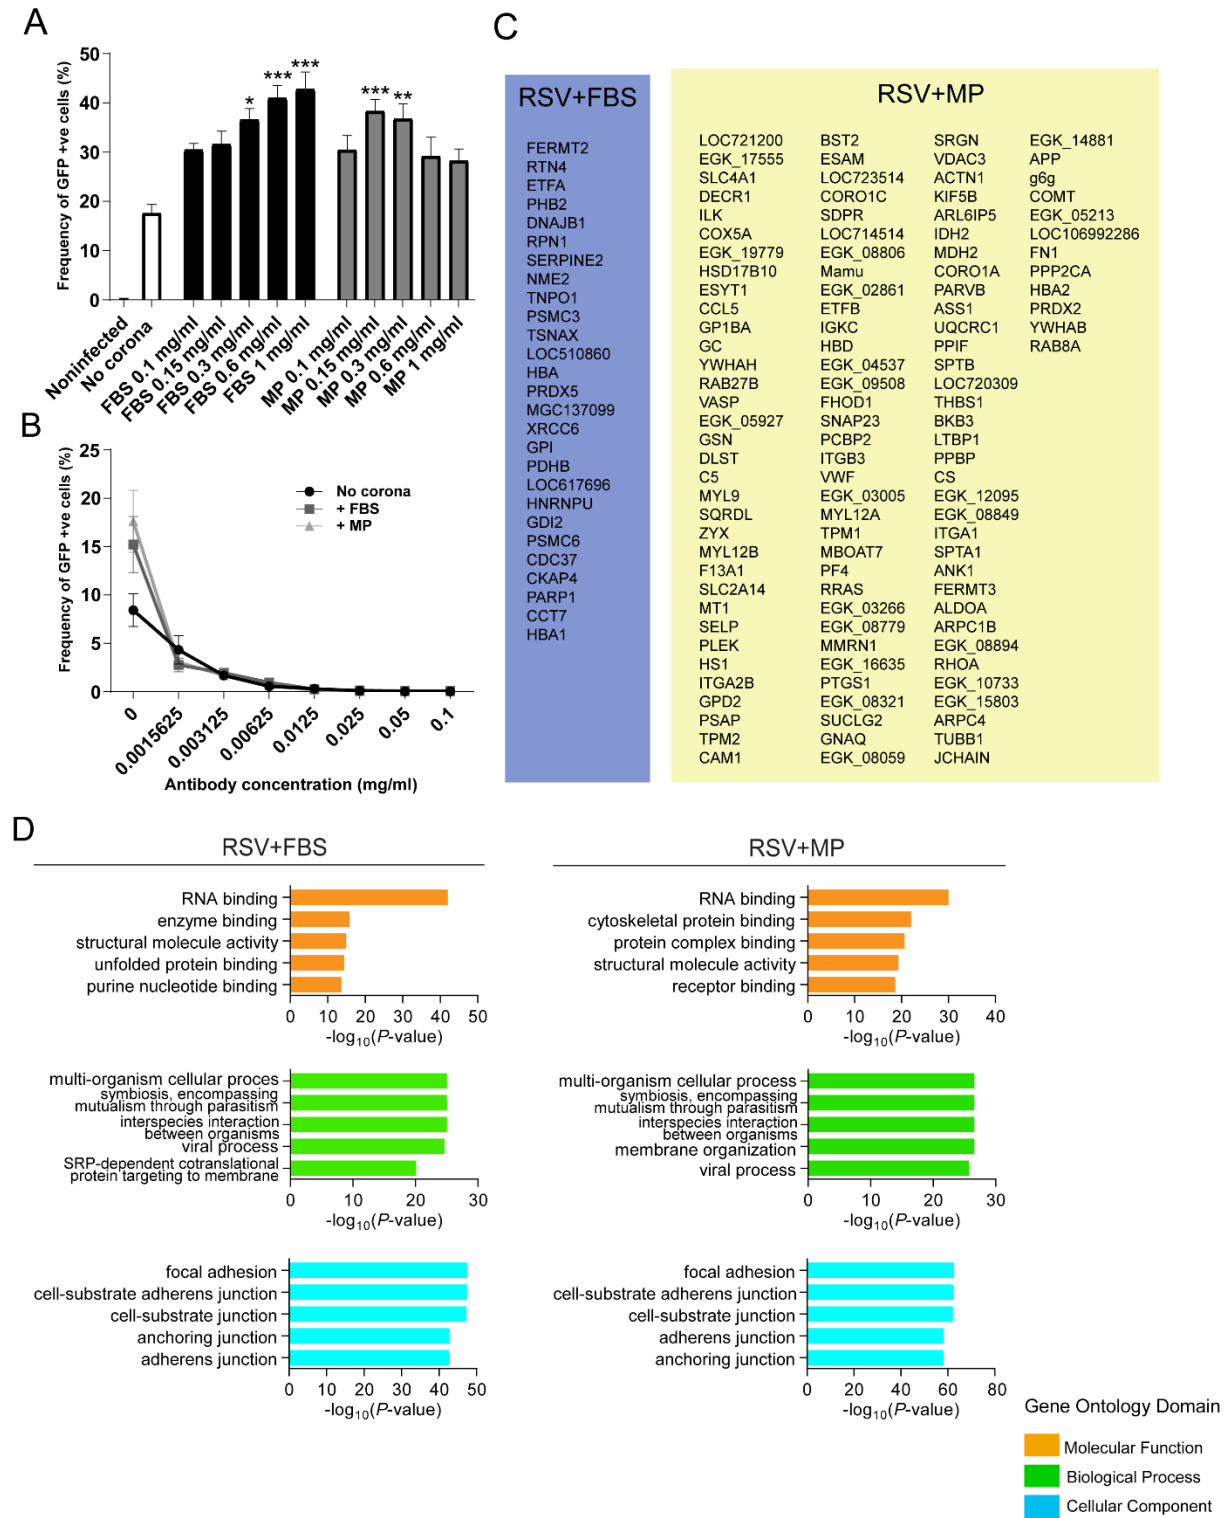 A
Frequency of GFP +ve cells (%)
50
40
30
20
10
0
*
***
***
***
**
Noninfected
No corona
FBS 0.1 mg/ml
FBS 0.15 mg/ml
FBS 0.3 mg/ml
FBS 0.6 mg/ml
FBS 1 mg/ml
MP 0.1 mg/ml
MP 0.15 mg/ml
MP 0.3 mg/ml
MP 0.6 mg/ml
MP 1 mg/ml
B
Frequency of GFP +ve cells (%)
25
20
15
10
5
0
No corona
+ FBS
+ MP
0
0.0015625
0.003125
0.00625
0.0125
0.025
0.05
0.1
Antibody concentration (mg/ml)
C
RSV+FBS
FERMT2
RTN4
ETFA
PHB2
DNAJB1
RPN1
SERPINE2
NME2
TNPO1
PSMC3
TSNAX
LOC510860
HBA
PRDX5
MGC137099
XRCC6
GPI
PDHB
LOC617696
HNRNPU
GDI2
PSMC6
CDC37
CKAP4
PARP1
CCT7
HBA1
RSV+MP
LOC721200
EGK_17555
SLC4A1
DECR1
ILK
COX5A
EGK_19779
HSD17B10
ESYT1
CCL5
GP1BA
GC
YWHAH
RAB27B
VASP
EGK_05927
GSN
DLST
C5
MYL9
SQRDL
ZYX
MYL12B
F13A1
SLC2A14
MT1
SELP
PLEK
HS1
ITGA2B
GPD2
PSAP
TPM2
CAM1
BST2
ESAM
LOC723514
CORO1C
SDPR
LOC714514
EGK_08806
Mamu
EGK_02861
ETFB
IGKC
HBD
EGK_04537
EGK_09508
FHOD1
SNAP23
PCBP2
ITGB3
VWF
EGK_03005
MYL12A
TPM1
MBOAT7
PF4
RRAS
EGK_03266
EGK_08779
MMRN1
EGK_16635
PTGS1
EGK_08321
SUCLG2
GNAQ
EGK_08059
SRGN
VDAC3
ACTN1
KIF5B
ARL6IP5
IDH2
MDH2
CORO1A
PARVB
ASS1
UQCRC1
PPIF
SPTB
LOC720309
THBS1
BKB3
LTBP1
PPBP
CS
EGK_12095
EGK_08849
ITGA1
SPTA1
ANK1
FERMT3
ALDOA
ARPC1B
EGK_08894
RHOA
EGK_10733
EGK_15803
ARPC4
TUBB1
JCHAIN
EGK_14881
APP
g6g
COMT
EGK_05213
LOC106992286
FN1
PPP2CA
HBA2
PRDX2
YWHAB
RAB8A
D
RSV+FBS
RNA binding
enzyme binding
structural molecule activity
unfolded protein binding
purine nucleotide binding
0 10 20 30 40 50
-log10(P-value)
multi-organism cellular proces
symbiosis, encompassing
mutualism through parasitism
interspecies interaction
between organisms
viral process
SRP-dependent cotranslational
protein targeting to membrane
0 10 20 30
-log10(P-value)
focal adhesion
cell-substrate adherens junction
cell-substrate junction
anchoring junction
adherens junction
0 10 20 30 40 50
-log10(P-value)
RSV+MP
RNA binding
cytoskeletal protein binding
protein complex binding
structural molecule activity
receptor binding
0 10 20 30 40
-log10(P-value)
multi-organism cellular process
symbiosis, encompassing
mutualism through parasitism
interspecies interaction
between organisms
membrane organization
viral process
0 10 20 30
-log10(P-value)
focal adhesion
cell-substrate adherens junction
cell-substrate junction
adherens junction
anchoring junction
0 20 40 60 80
-log10(P-value)
Gene Ontology Domain
Molecular Function
Biological Process
Cellular Component